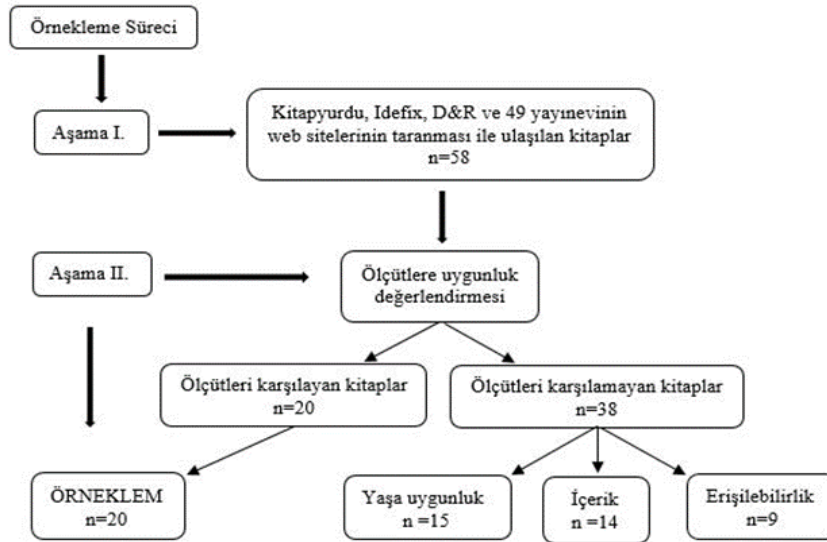 Örnekleme Süreci
Aşama I.
Kitapyurdu, Idefix, D&R ve 49 yayınevinin
web sitelerinin taranması ile ulaşılan kitaplar
n=58
Aşama II.
Ölçütlere uygunluk
değerlendirmesi
Ölçütleri karşılayan kitaplar
n=20
Ölçütleri karşılamayan kitaplar
n=38
ÖRNEKLEM
n=20
Yaşa uygunluk
n =15
İçerik
n =14
Erişilebilirlik
n=9